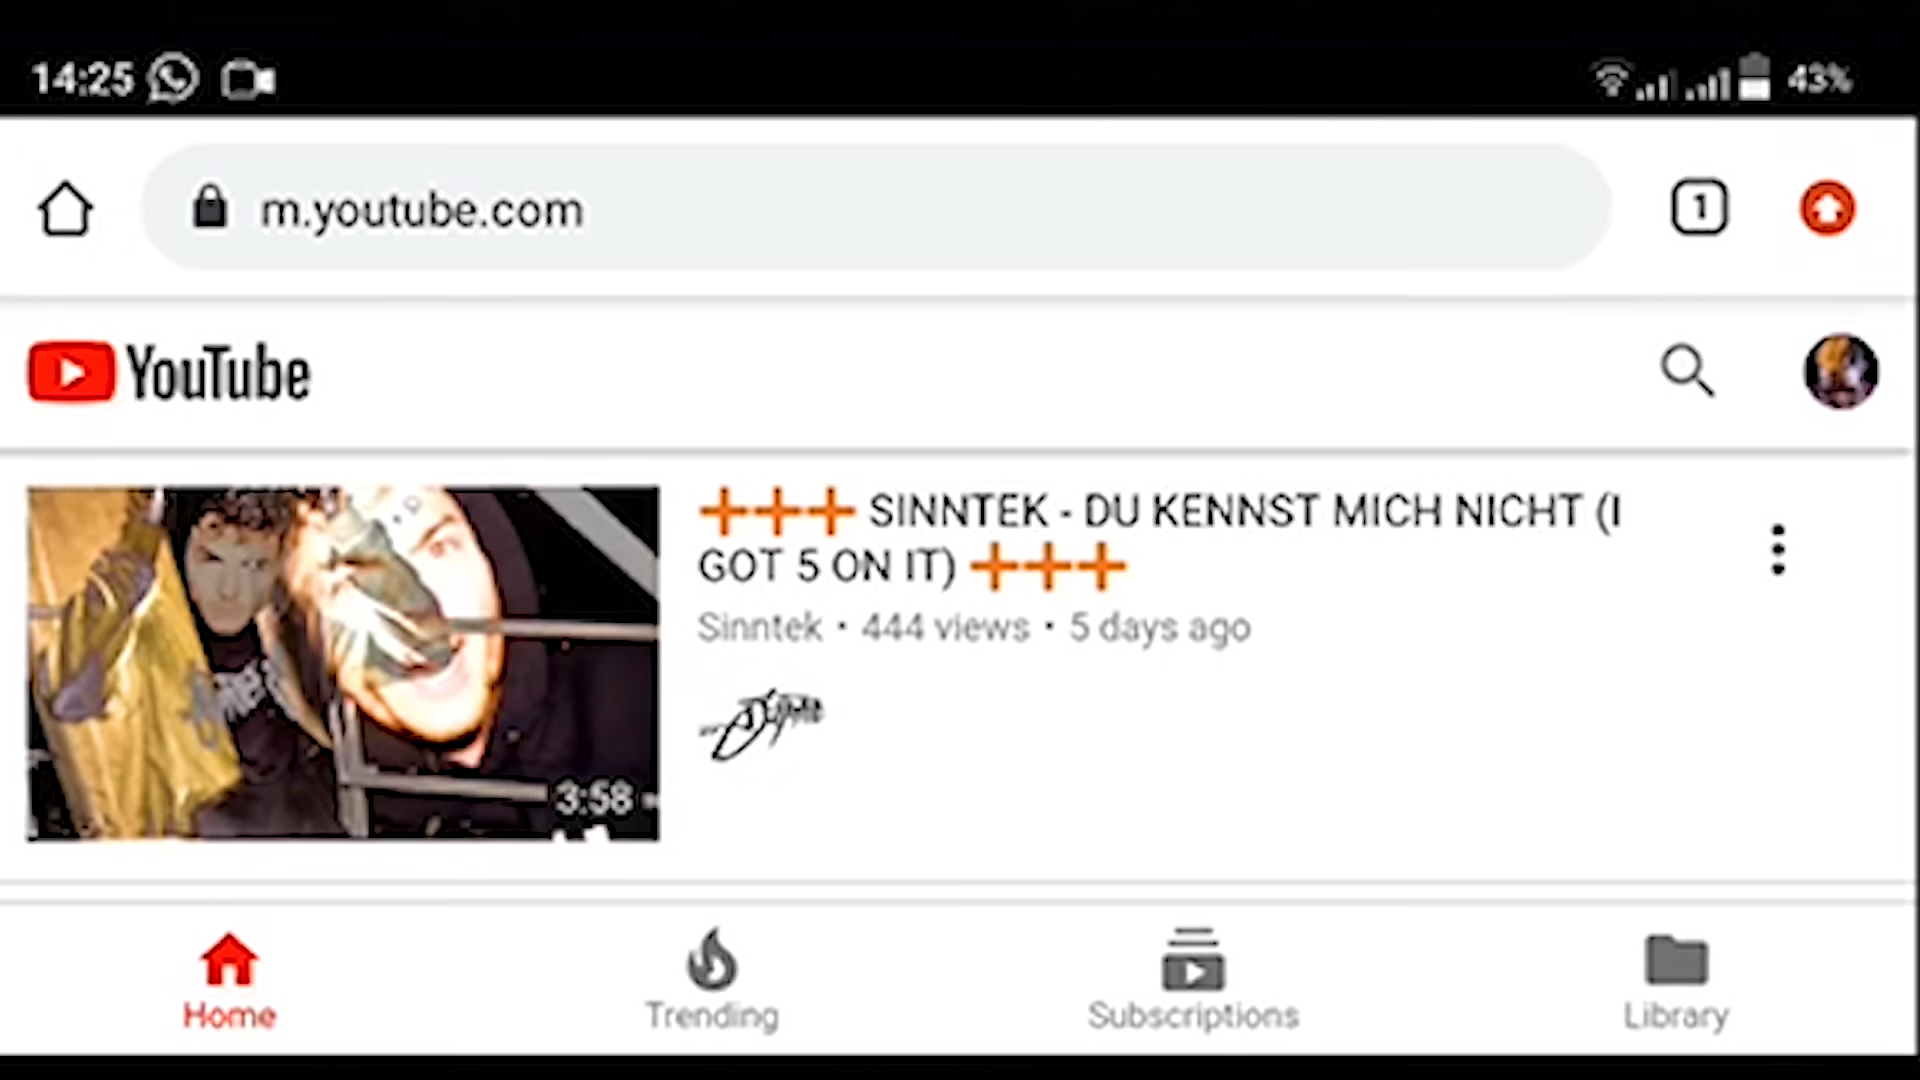 14:25
43%
m.youtube.com
1
YouTube
+++ SINNTEK - DU KENNST MICH NICHT (I
GOT 5 ON IT) +++
Sinntek • 444 views • 5 days ago
3:58
Home
Trending
Subscriptions
Library